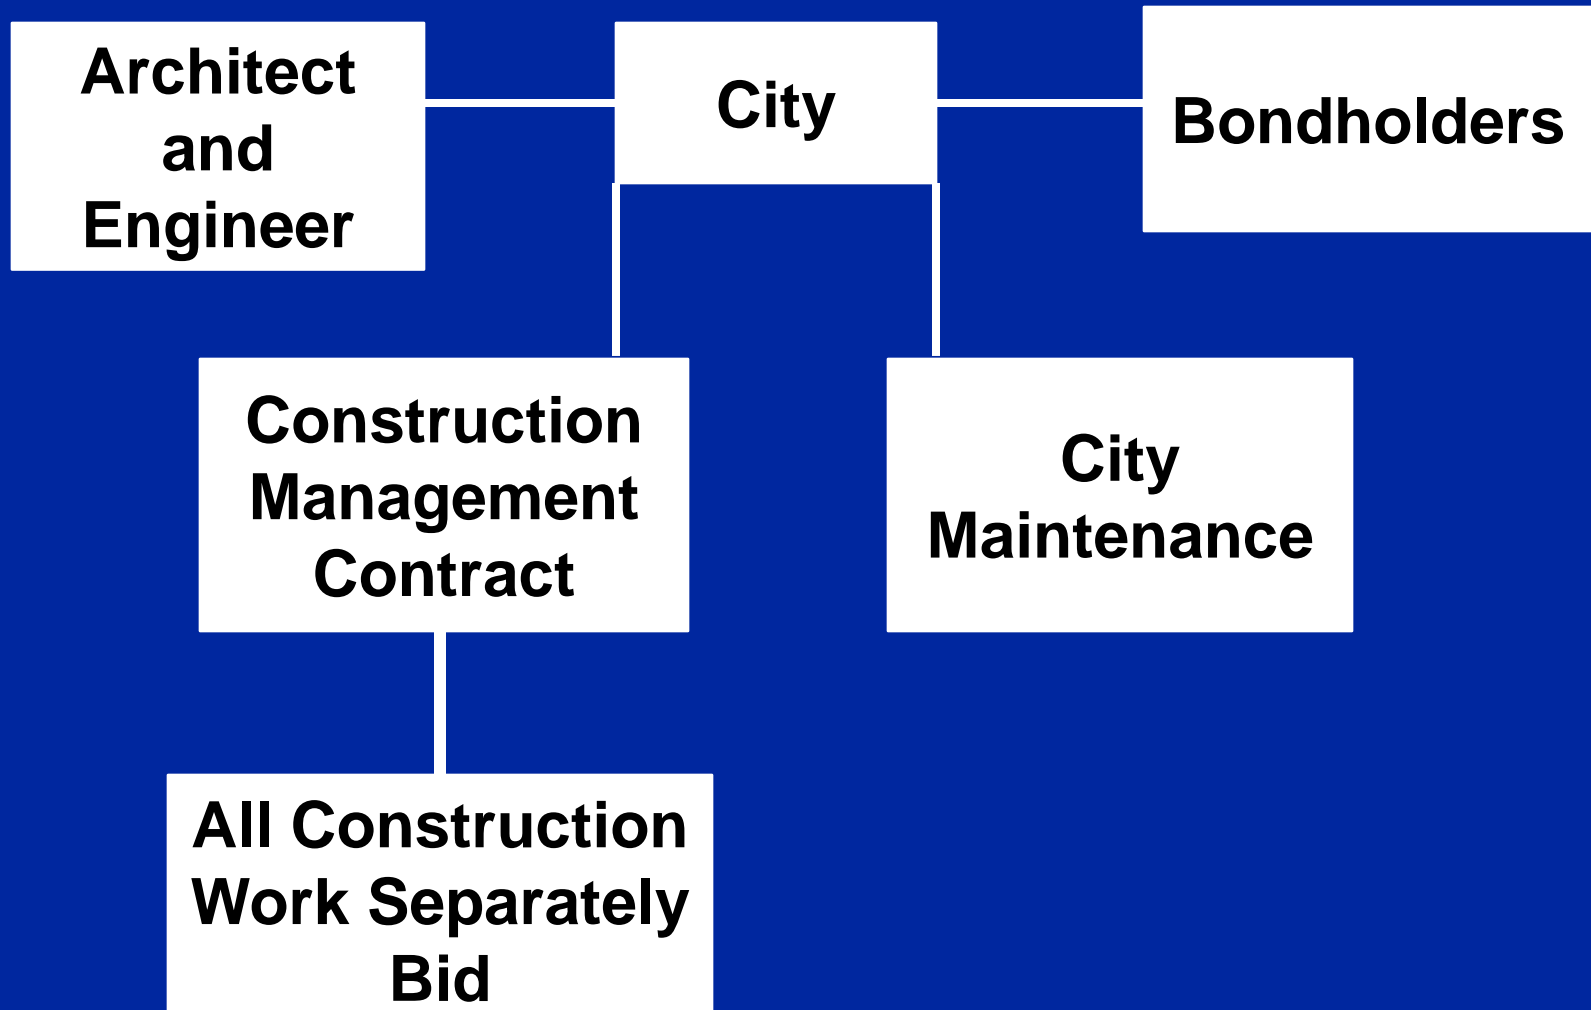 Architect
and
Engineer
City
Bondholders
Construction
Management
Contract
City
Maintenance
All Construction
Work Separately
Bid